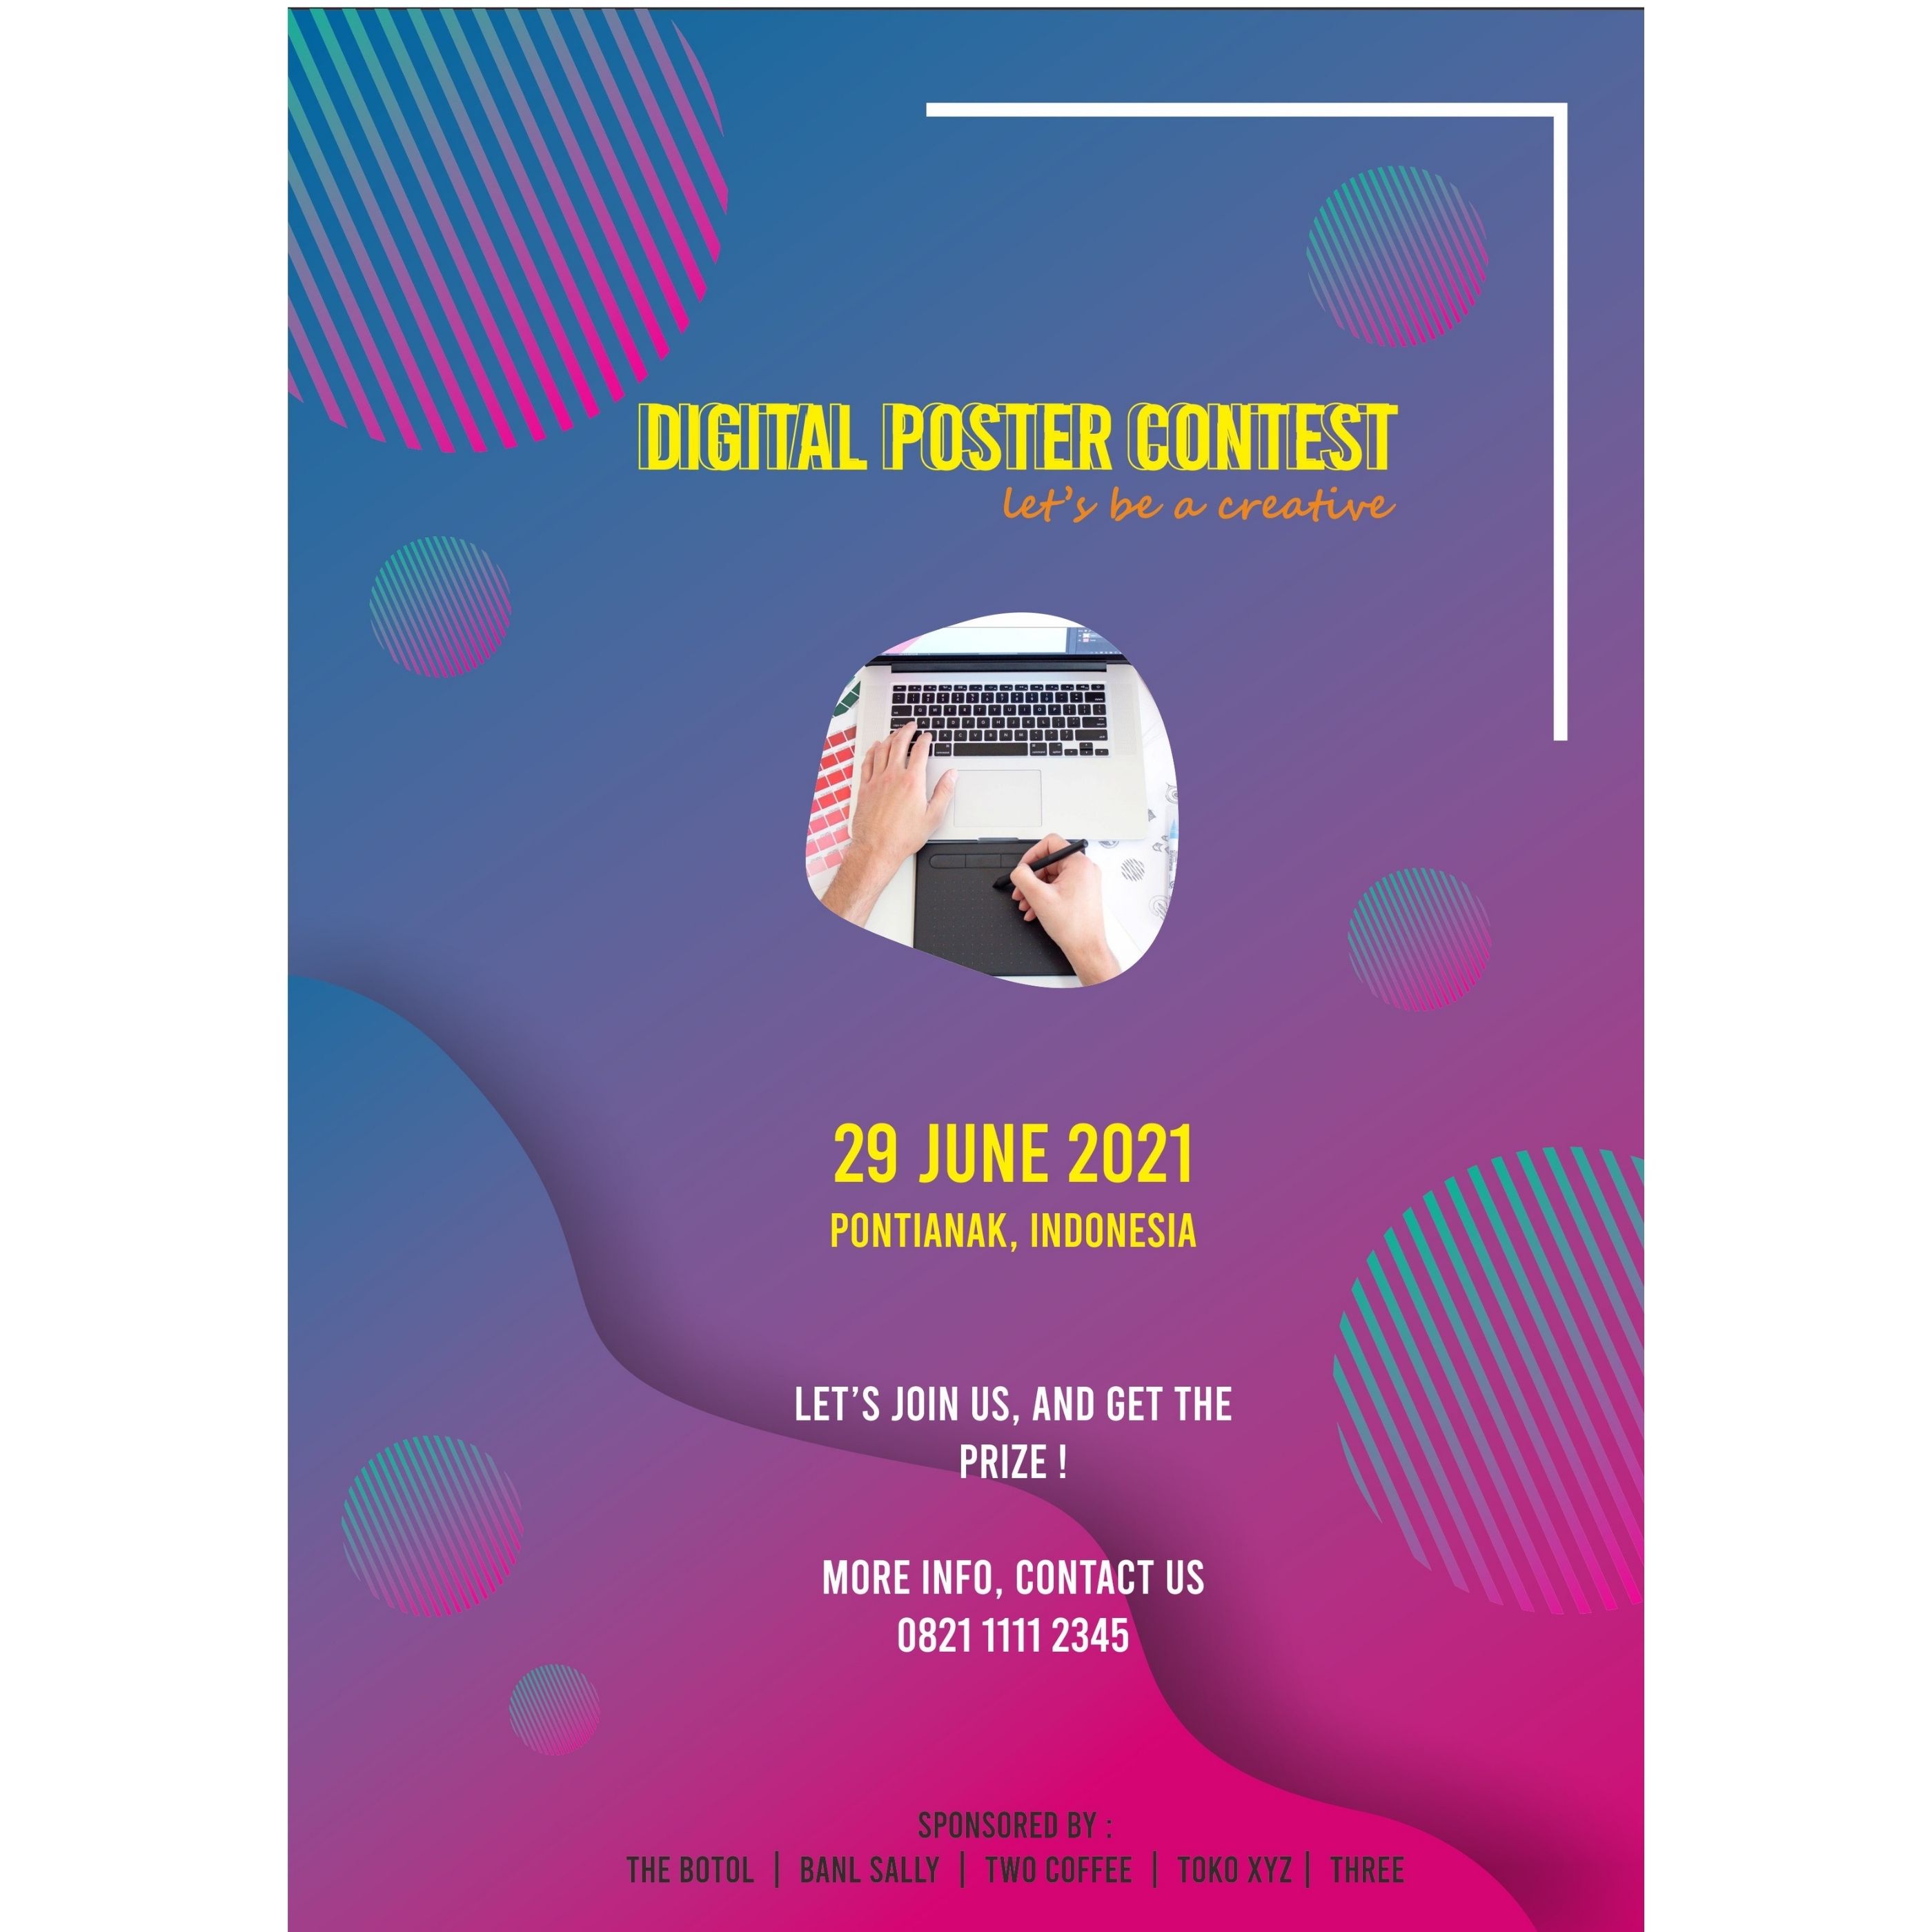 DIGITAL POSTER CONTEST
let's be a creative
29 JUNE 2021
PONTIANAK, INDONESIA
LET'S JOIN US, AND GET THE
PRIZE !
MORE INFO, CONTACT US
0821 1111 2345
SPONSORED BY :
THE BOTOL | BANL SALLY | TWO COFFEE | TOKO XYZ | THREE